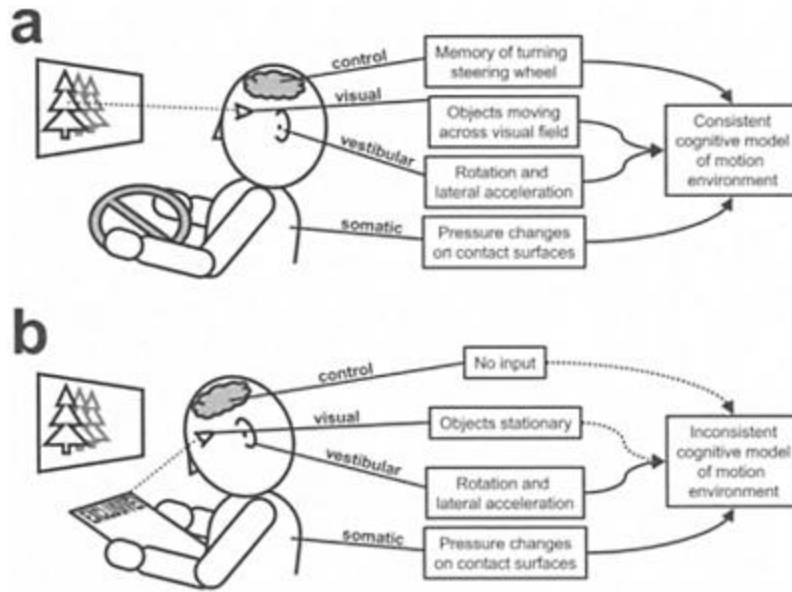 a
control
Memory of turning
steering wheel
visual
Objects moving
across visual field
vestibular
Rotation and
lateral acceleration
somatic
Pressure changes
on contact surfaces
Consistent
cognitive model
of motion
environment
b
control
No input
visual
Objects stationary
vestibular
Rotation and
lateral acceleration
somatic
Pressure changes
on contact surfaces
Inconsistent
cognitive model
of motion
environment